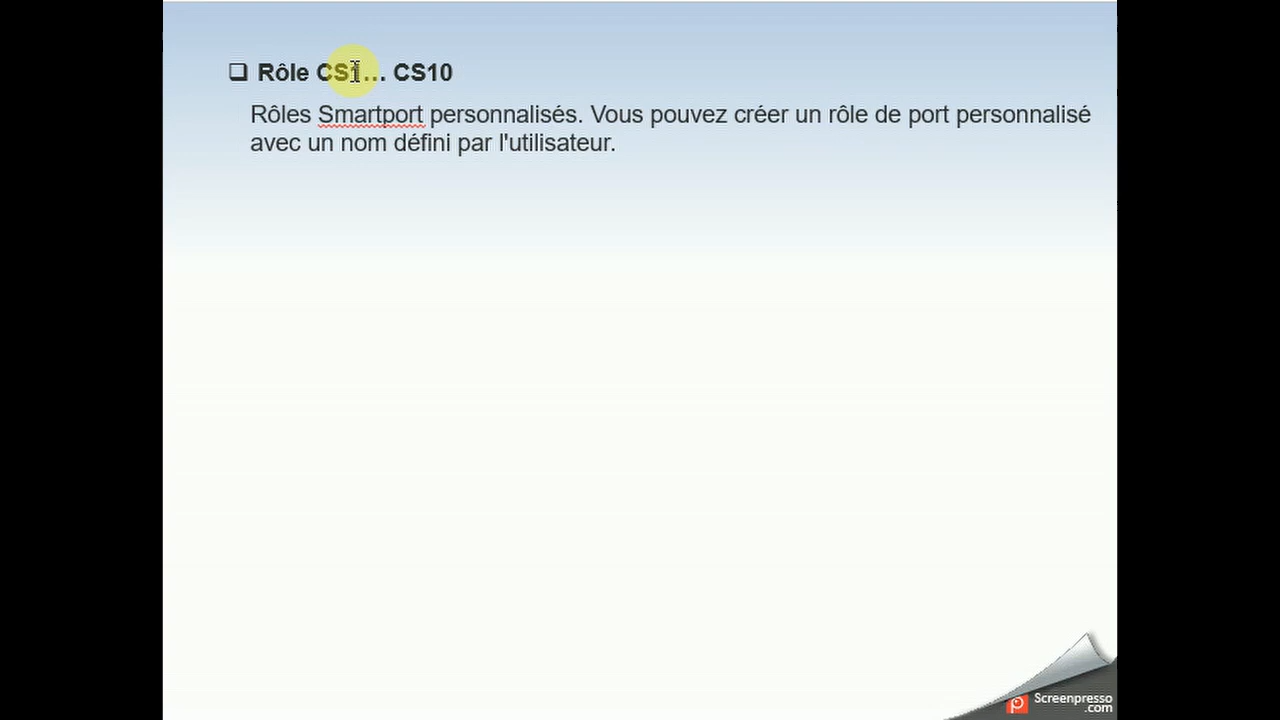 Rôle CS1… CS10
Rôles Smartport personnalisés. Vous pouvez créer un rôle de port personnalisé
avec un nom défini par l'utilisateur.
Screenpresso
.com